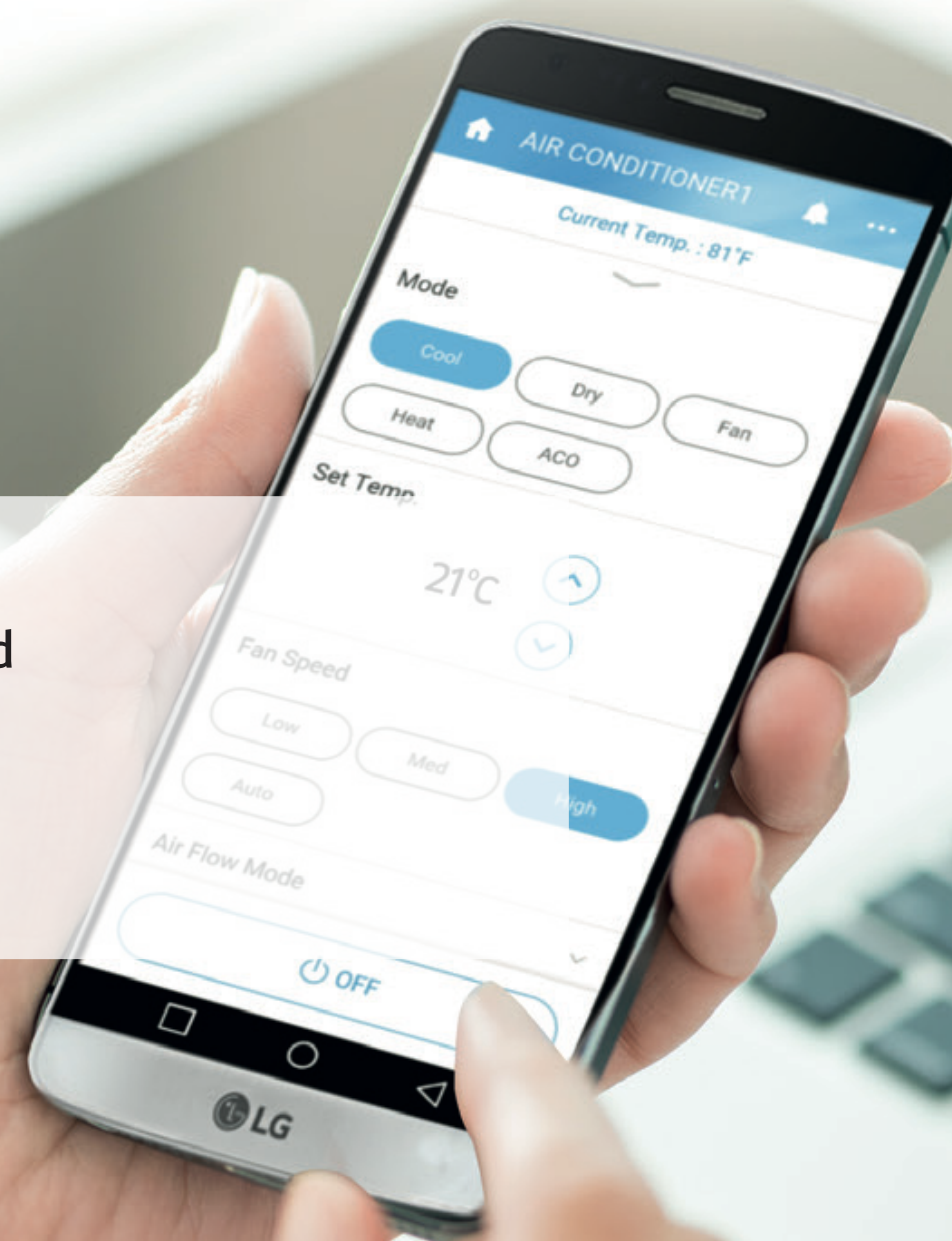 AIR CONDITIONER1
Current Temp. : 81°F
Mode
Cool Dry Fan
Heat ACO
Set Temp.
21°C
Fan Speed
Low Med High
Auto
Air Flow Mode
OFF
LG
d